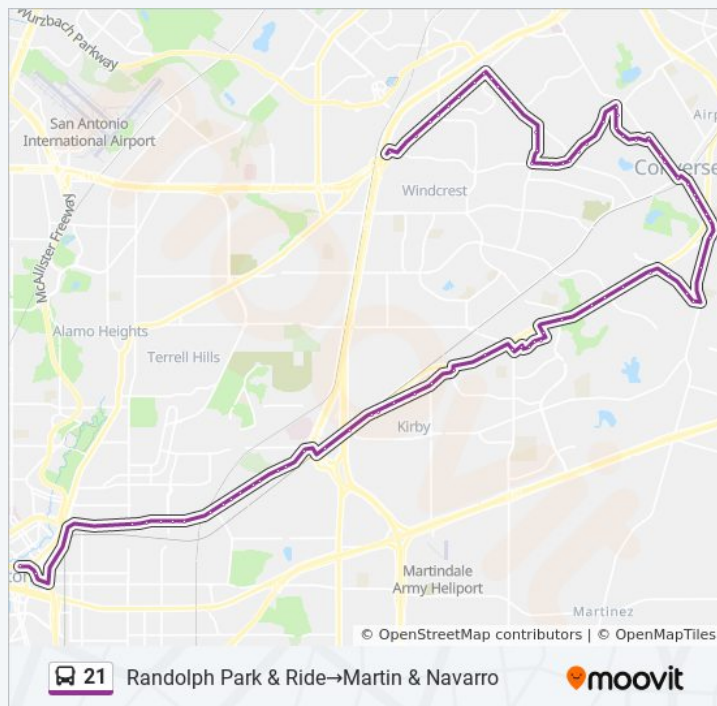 Wurzbach Parkway
San Antonio
International Airport
Airp
Windcrest
Converse
McAllister Freeway
Alamo Heights
Terrell Hills
Kirby
Martindale
Army Heliport
Martinez
© OpenStreetMap contributors | © OpenMapTiles
21 Randolph Park & Ride→Martin & Navarro
moovit